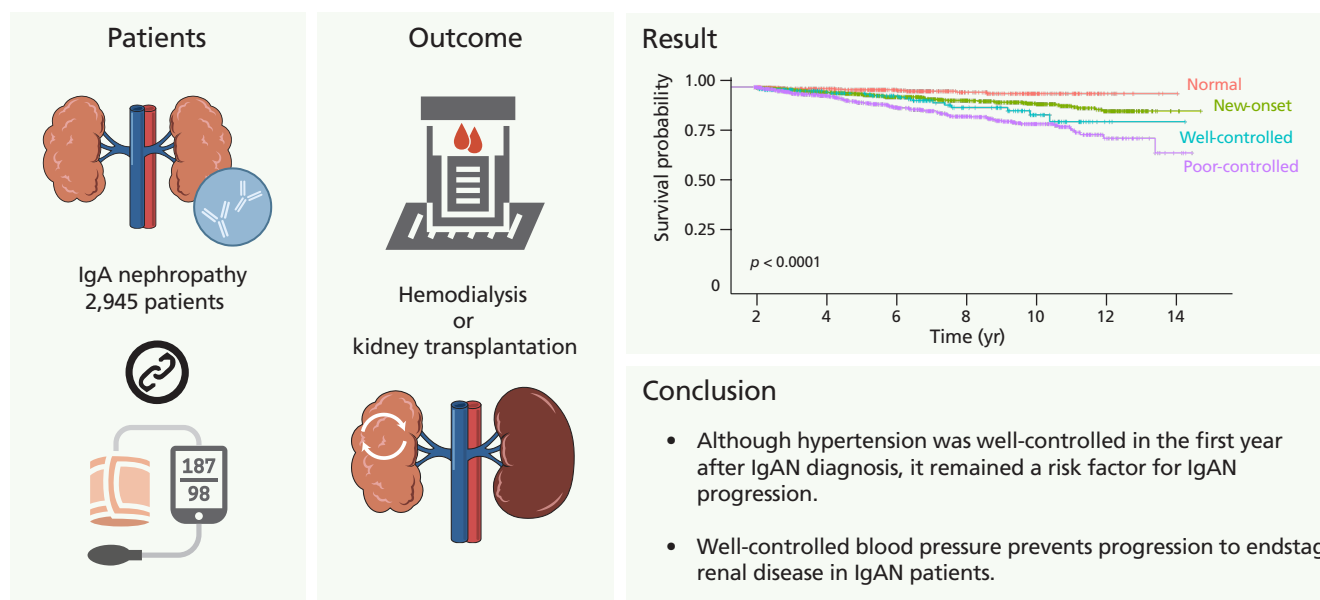 Patients
IgA nephropathy
2,945 patients
187
98
Outcome
Hemodialysis
or
kidney transplantation
Result
Survival probability
1.00
0.75
0.50
0.25
0
p < 0.0001
Normal
New-onset
Well-controlled
Poor-controlled
2 4 6 8 10 12 14
Time (yr)
Conclusion
• Although hypertension was well-controlled in the first year
after IgAN diagnosis, it remained a risk factor for IgAN
progression.
• Well-controlled blood pressure prevents progression to endstag
renal disease in IgAN patients.